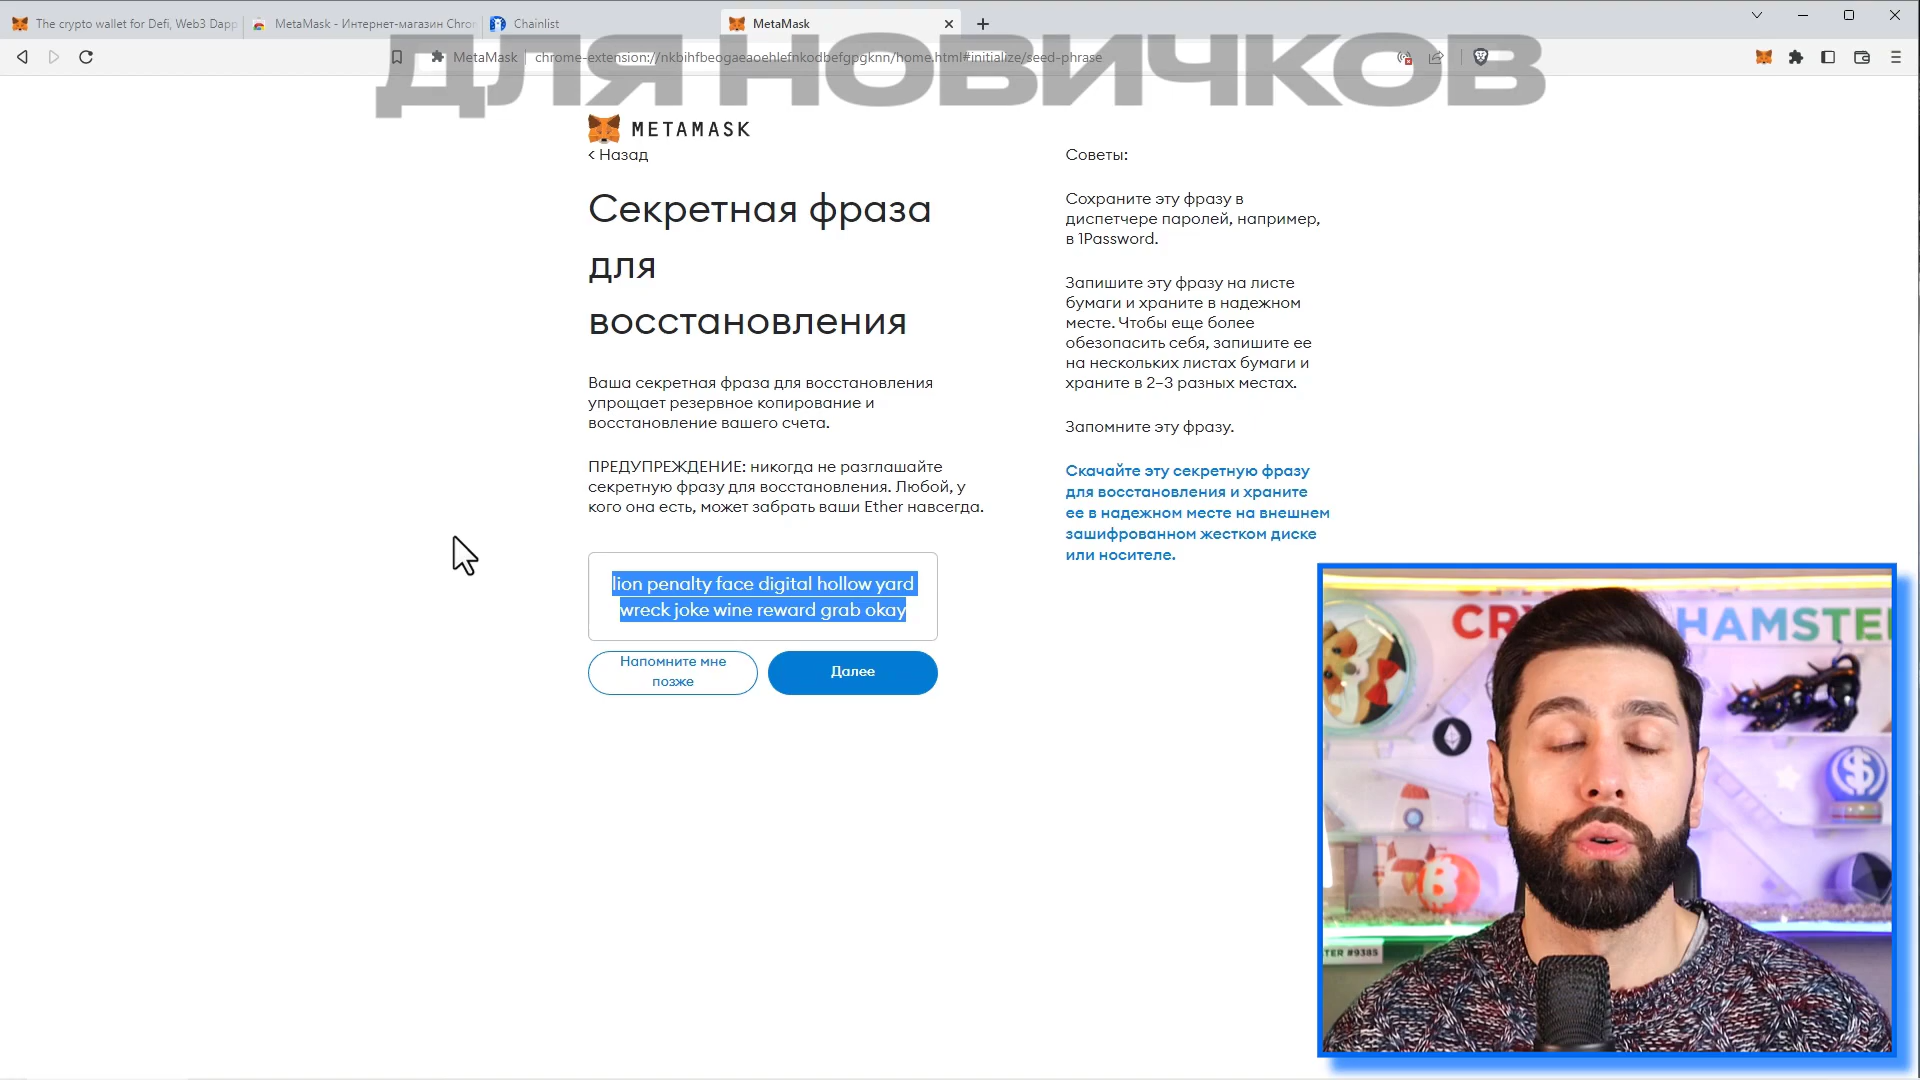 The crypto wallet for Defi, Web3 Dapp
MetaMask - Интернет-магазин Chro
Chainlist
MetaMask
MetaMask
chrome-extension://nkbihfbeogaeaoehlefnkodbefgpgknn/home.html#initialize/seed-phrase
ДЛЯ НОВИЧКОВ
METAMASK
< Назад
Секретная фраза
для
восстановления
Ваша секретная фраза для восстановления
упрощает резервное копирование и
восстановление вашего счета.
ПРЕДУПРЕЖДЕНИЕ: никогда не разглашайте
секретную фразу для восстановления. Любой, у
кого она есть, может забрать ваши Ether навсегда.
lion penalty face digital hollow yard
wreck joke wine reward grab okay
Напомните мне
позже
Далее
Советы:
Сохраните эту фразу в
диспетчере паролей, например,
в 1Password.
Запишите эту фразу на листе
бумаги и храните в надежном
месте. Чтобы еще более
обезопасить себя, запишите ее
на нескольких листах бумаги и
храните в 2–3 разных местах.
Запомните эту фразу.
Скачайте эту секретную фразу
для восстановления и храните
ее в надежном месте на внешнем
зашифрованном жестком диске
или носителе.
CR HAMSTE
TER #9385